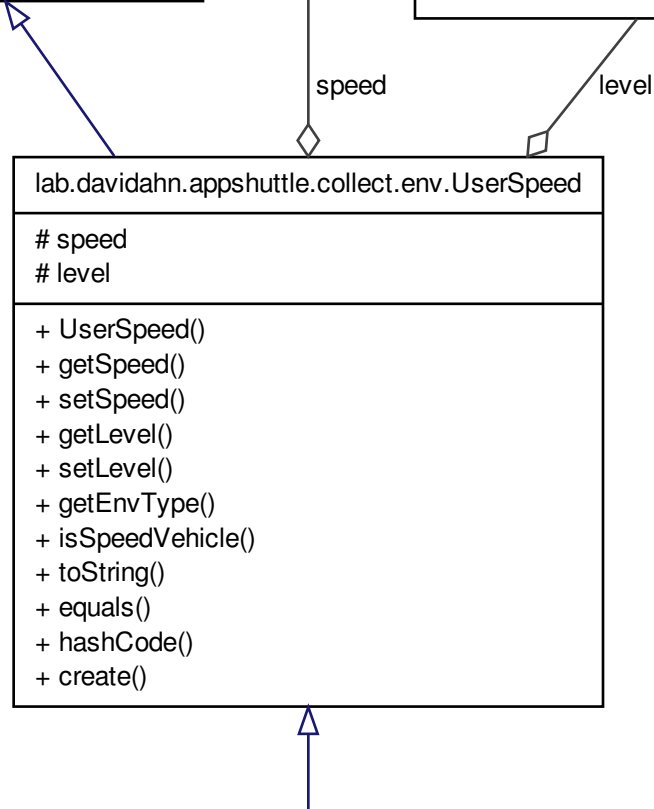 speed
level
lab.davidahn.appshuttle.collect.env.UserSpeed
# speed
# level
+ UserSpeed()
+ getSpeed()
+ setSpeed()
+ getLevel()
+ setLevel()
+ getEnvType()
+ isSpeedVehicle()
+ toString()
+ equals()
+ hashCode()
+ create()